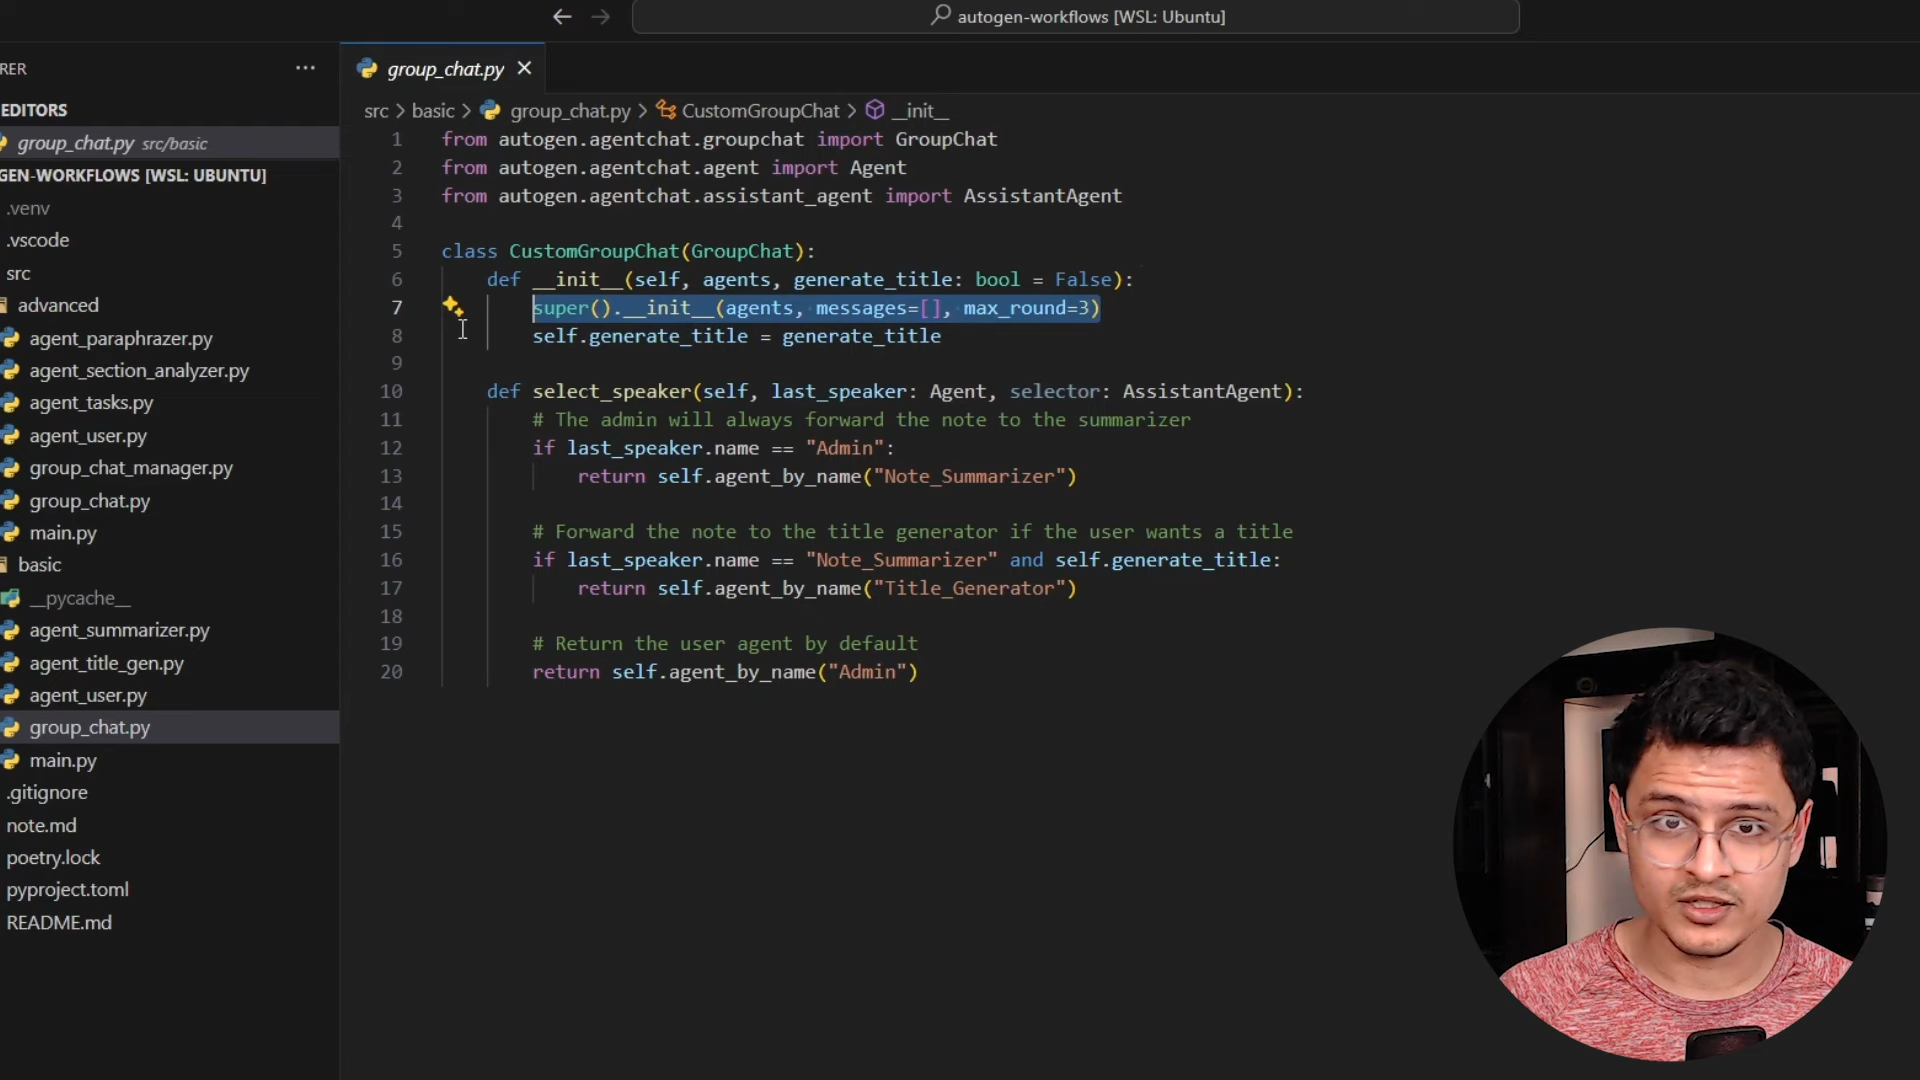 autogen-workflows [WSL: Ubuntu]
RER
EDITORS
group_chat.py src/basic
GEN-WORKFLOWS [WSL: UBUNTU]
.venv
.vscode
src
advanced
agent_paraphrazer.py
agent_section_analyzer.py
agent_tasks.py
agent_user.py
group_chat_manager.py
group_chat.py
main.py
basic
__pycache__
agent_summarizer.py
agent_title_gen.py
agent_user.py
group_chat.py
main.py
.gitignore
note.md
poetry.lock
pyproject.toml
README.md
group_chat.py
src > basic > group_chat.py > CustomGroupChat > __init__
1 from autogen.agentchat.groupchat import GroupChat
2 from autogen.agentchat.agent import Agent
3 from autogen.agentchat.assistant_agent import AssistantAgent
4
5 class CustomGroupChat(GroupChat):
6 def __init__(self, agents, generate_title: bool = False):
7 super().__init__(agents, messages=[], max_round=3)
8 self.generate_title = generate_title
9
10 def select_speaker(self, last_speaker: Agent, selector: AssistantAgent):
11 # The admin will always forward the note to the summarizer
12 if last_speaker.name == "Admin":
13 return self.agent_by_name("Note_Summarizer")
14
15 # Forward the note to the title generator if the user wants a title
16 if last_speaker.name == "Note_Summarizer" and self.generate_title:
17 return self.agent_by_name("Title_Generator")
18
19 # Return the user agent by default
20 return self.agent_by_name("Admin")